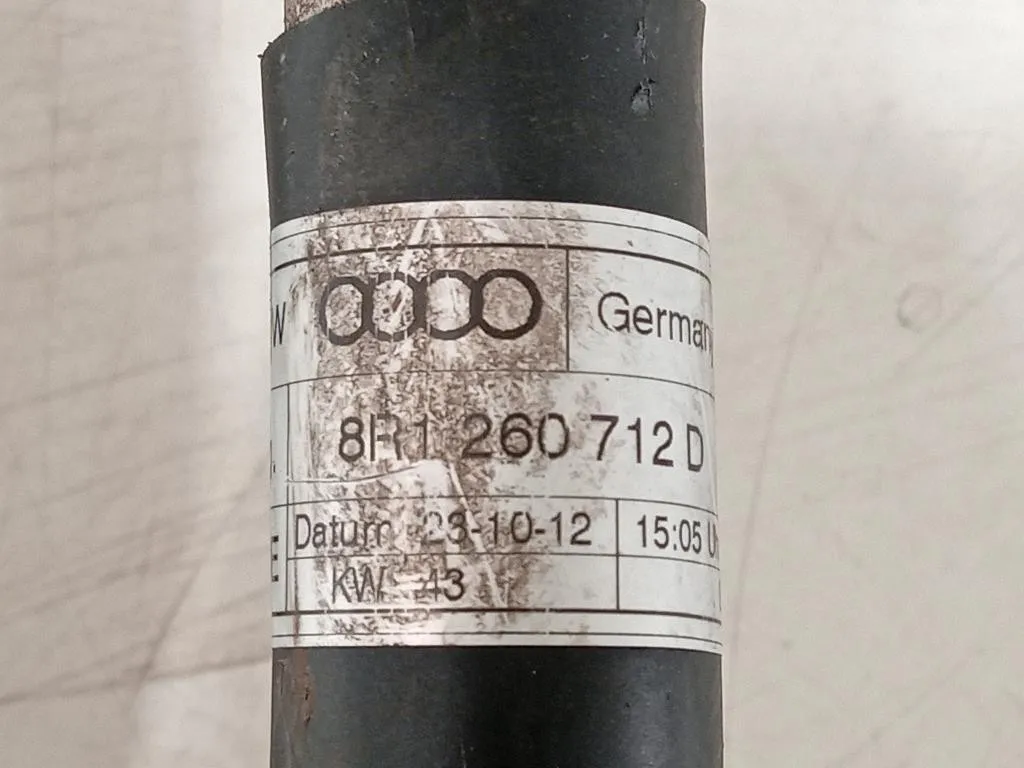 W German
8R1 260 712 D
E Datum 23-10-12 15:05 U
KW 43